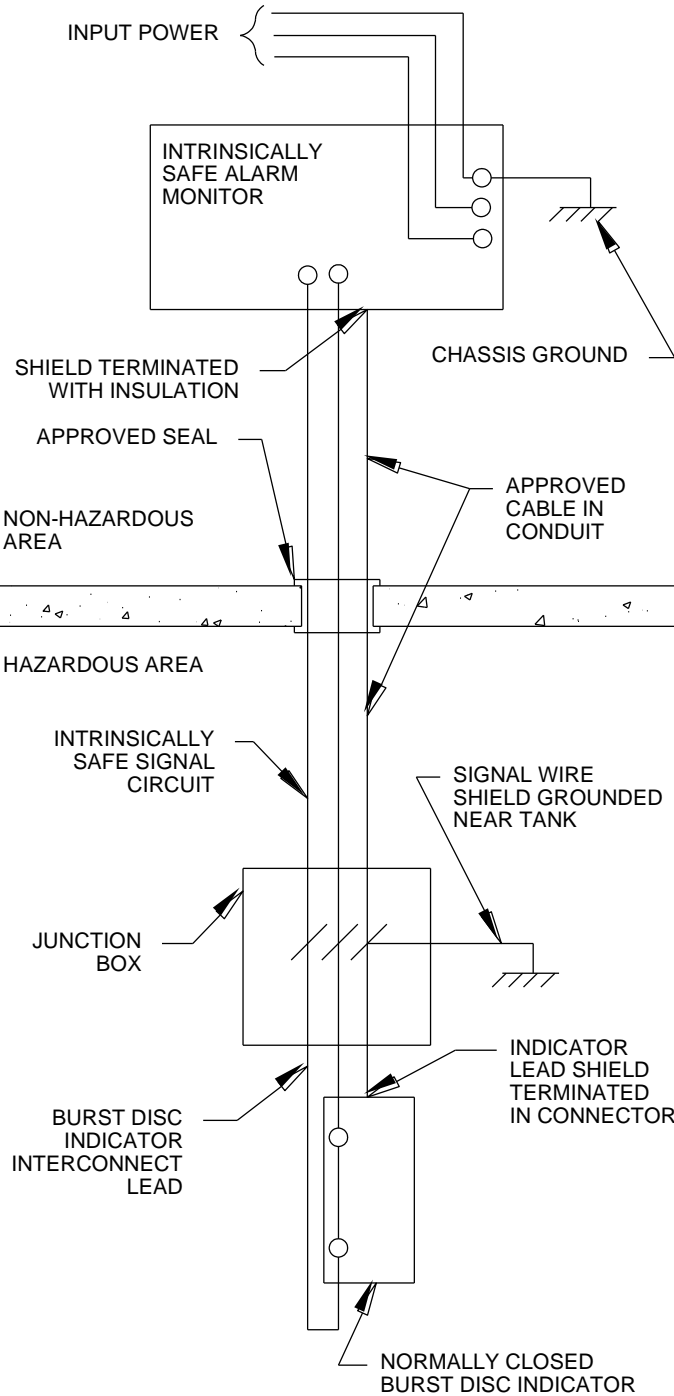 INPUT POWER
INTRINSICALLY
SAFE ALARM
MONITOR
SHIELD TERMINATED
WITH INSULATION
CHASSIS GROUND
APPROVED SEAL
APPROVED
CABLE IN
CONDUIT
NON-HAZARDOUS
AREA
HAZARDOUS AREA
INTRINSICALLY
SAFE SIGNAL
CIRCUIT
SIGNAL WIRE
SHIELD GROUNDED
NEAR TANK
JUNCTION
BOX
INDICATOR
LEAD SHIELD
TERMINATED
IN CONNECTOR
BURST DISC
INDICATOR
INTERCONNECT
LEAD
NORMALLY CLOSED
BURST DISC INDICATOR